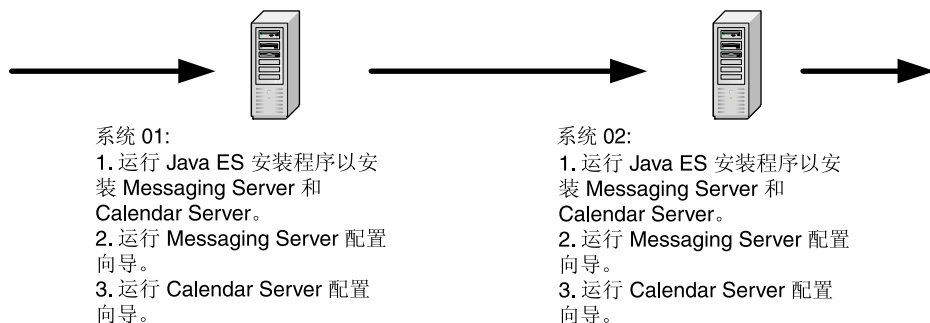 系统 01:
1. 运行 Java ES 安装程序以安
装 Messaging Server 和
Calendar Server。
2. 运行 Messaging Server 配置
向导。
3. 运行 Calendar Server 配置
向导。
系统 02:
1. 运行 Java ES 安装程序以安
装 Messaging Server 和
Calendar Server。
2. 运行 Messaging Server 配置
向导。
3. 运行 Calendar Server 配置
向导。